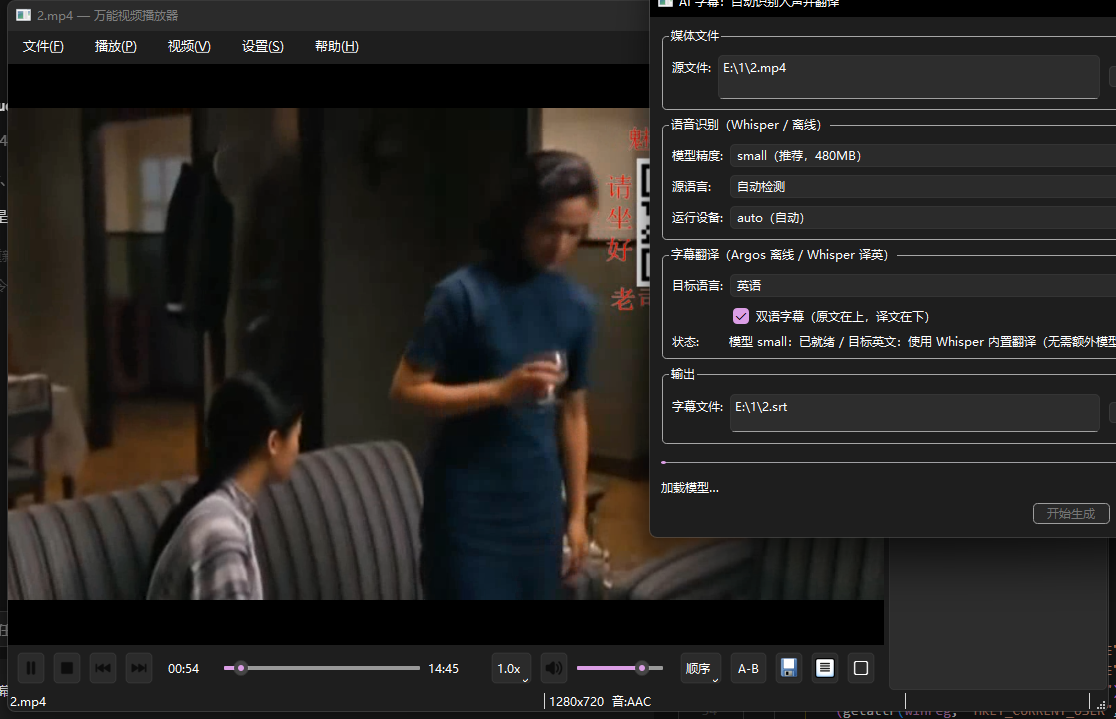 2.mp4 — 万能视频播放器
文件(F)
播放(P)
视频(V)
设置(S)
帮助(H)
请坐好
老司
AI 字幕：自动识别人声并翻译
媒体文件
源文件:
E:\1\2.mp4
语音识别（Whisper / 离线）
模型精度:
small（推荐，480MB）
源语言:
自动检测
运行设备:
auto（自动）
字幕翻译（Argos 离线 / Whisper 译英）
目标语言:
英语
双语字幕（原文在上，译文在下）
状态:
模型 small：已就绪 / 目标英文：使用 Whisper 内置翻译（无需额外模型
输出
字幕文件:
E:\1\2.srt
加载模型...
开始生成
00:54
14:45
1.0x
顺序
A-B
2.mp4
1280x720 音:AAC